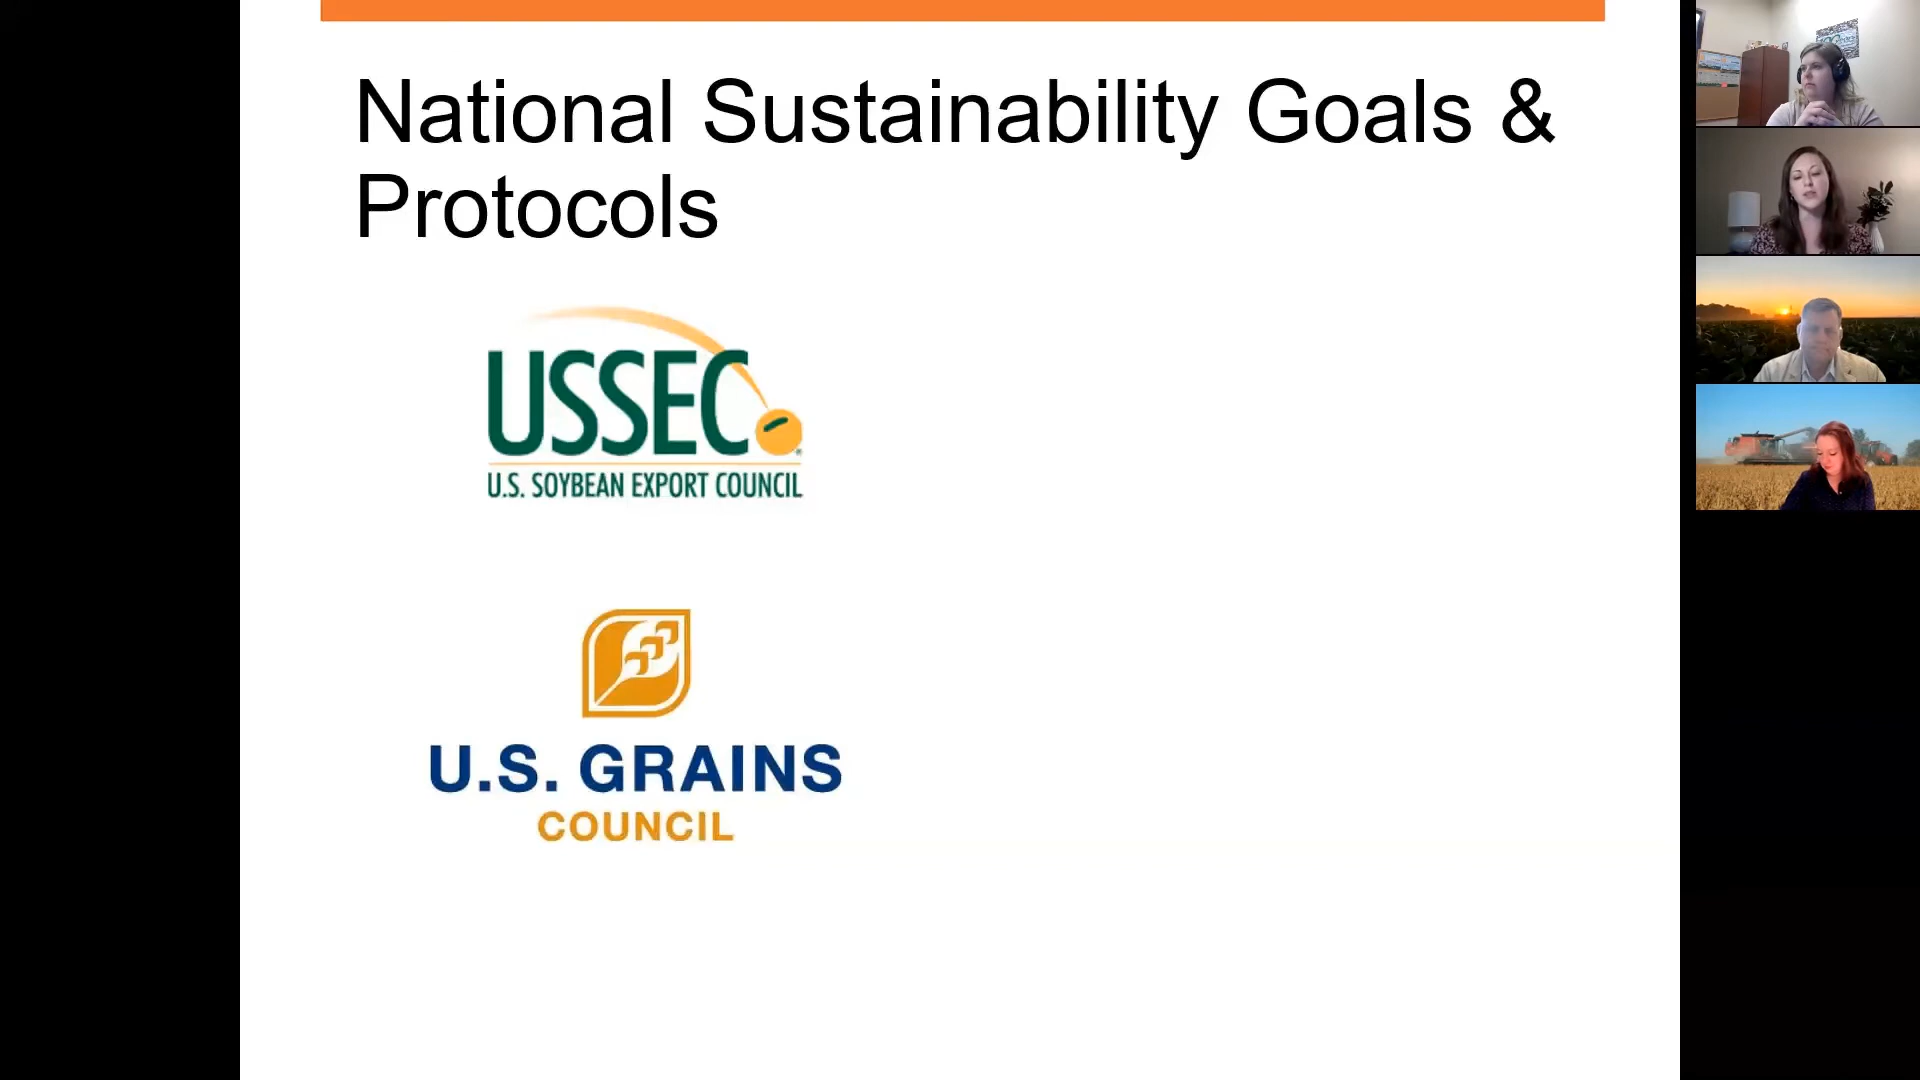 National Sustainability Goals &
Protocols
USSEC
U.S. SOYBEAN EXPORT COUNCIL
U.S. GRAINS
COUNCIL